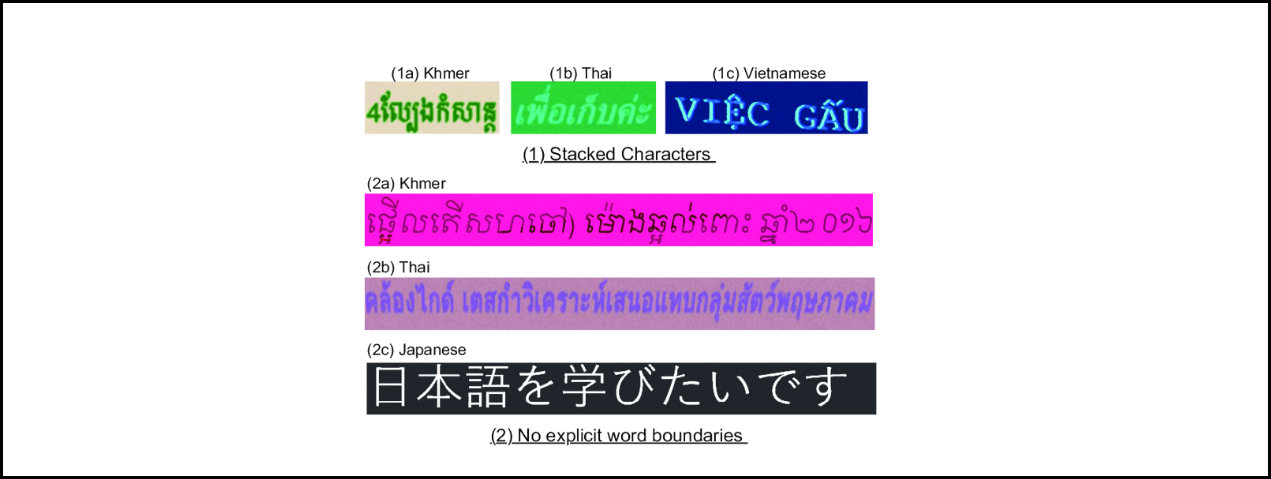 (1a) Khmer (1b) Thai (1c) Vietnamese
4ល្បែងកំសាន្ត เพื่อเก็บค่ะ VIỆC GẤU
(1) Stacked Characters
(2a) Khmer
ផ្អើលតើសហចៅ) ម៉ោងឆ្អល់ពោះ ឆ្នាំ២ ០១៦
(2b) Thai
คล้องไกด์ เตสกำวิเคราะห์เสนอแทบกลุ่มสัตว์พฤษภาคม
(2c) Japanese
日本語を学びたいです
(2) No explicit word boundaries